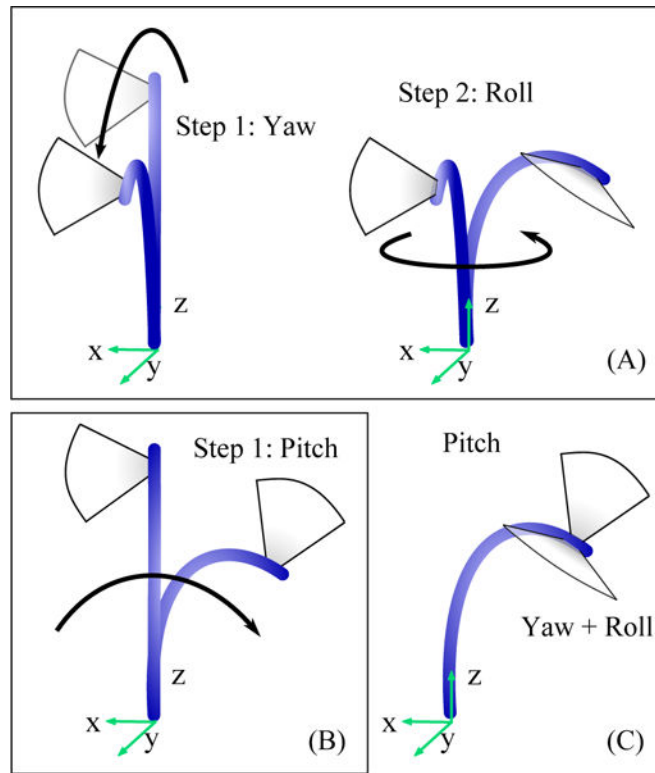 Step 1: Yaw
z
x
y
Step 2: Roll
z
x
y
(A)
Step 1: Pitch
z
x
y
(B)
Pitch
Yaw + Roll
z
x
y
(C)